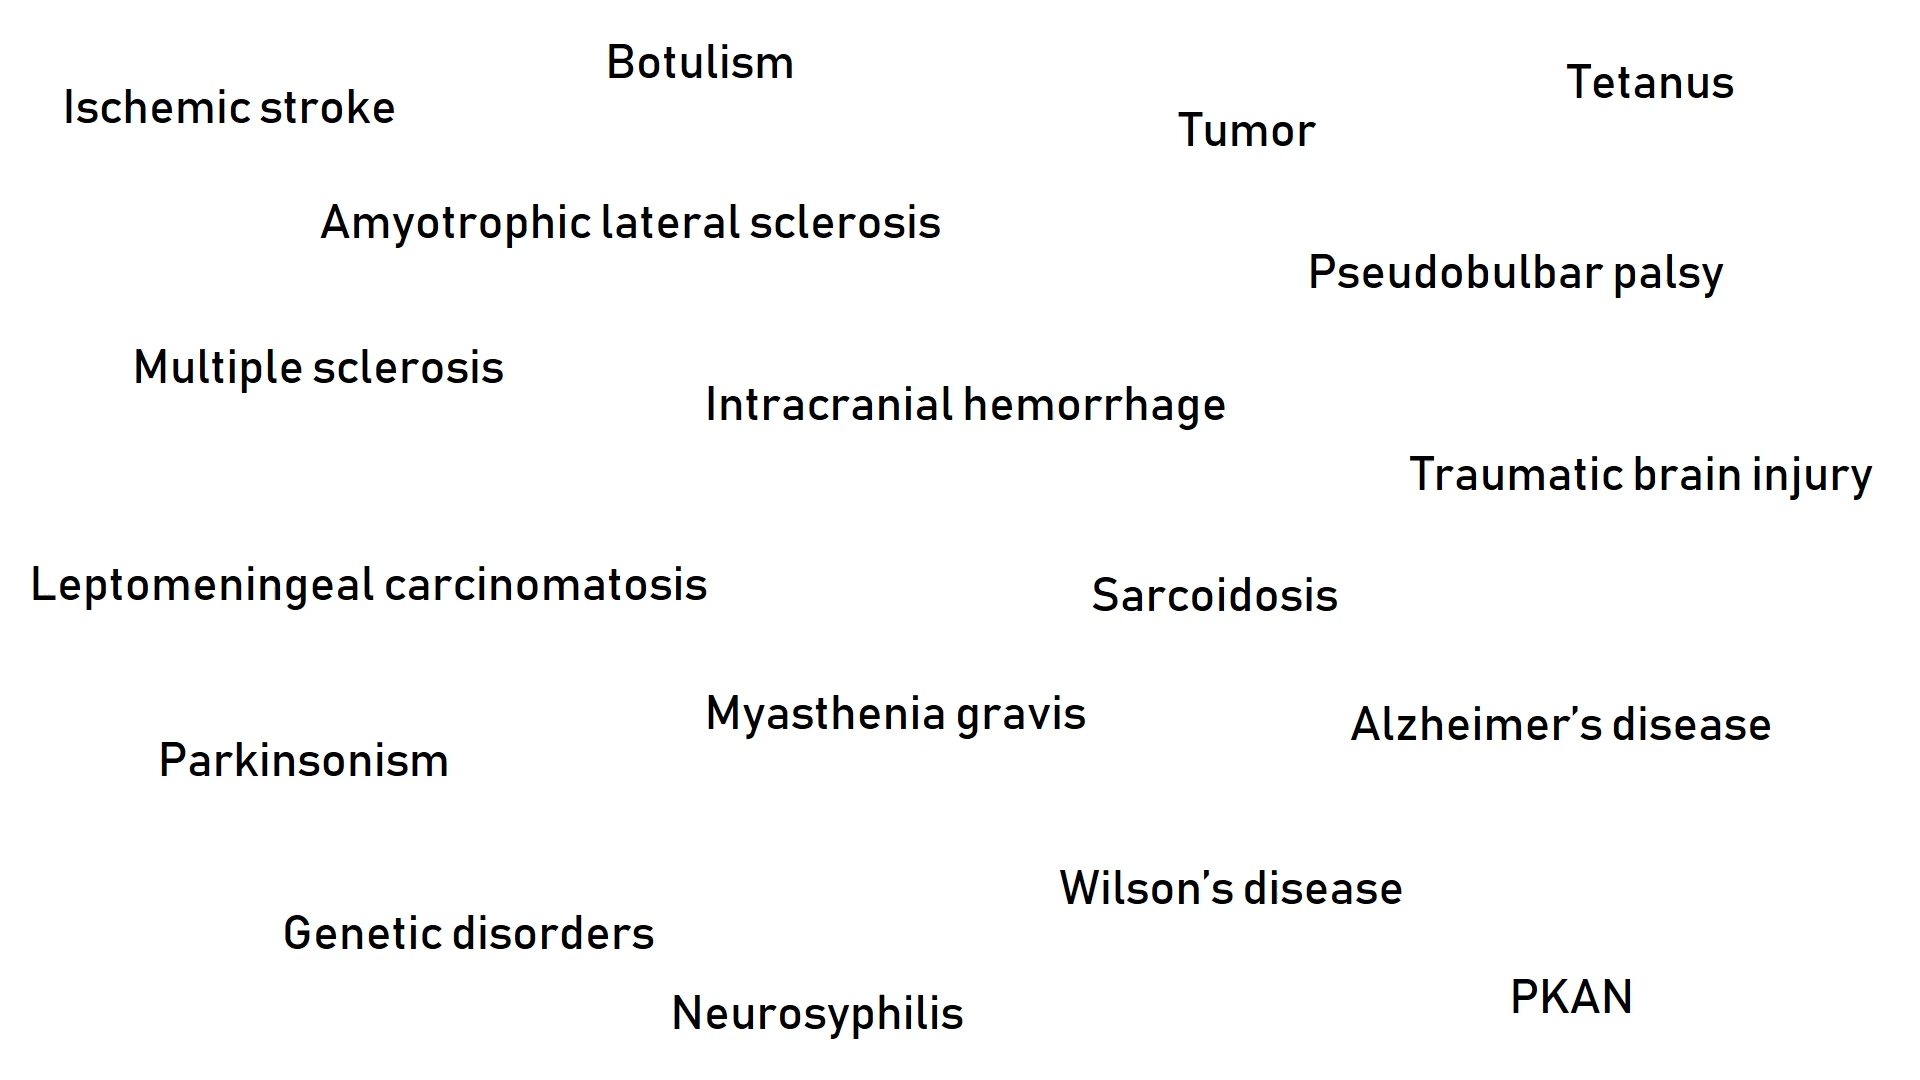 Botulism
Ischemic stroke
Tetanus
Tumor
Amyotrophic lateral sclerosis
Pseudobulbar palsy
Multiple sclerosis
Intracranial hemorrhage
Traumatic brain injury
Leptomeningeal carcinomatosis
Sarcoidosis
Myasthenia gravis
Alzheimer’s disease
Parkinsonism
Wilson’s disease
Genetic disorders
PKAN
Neurosyphilis